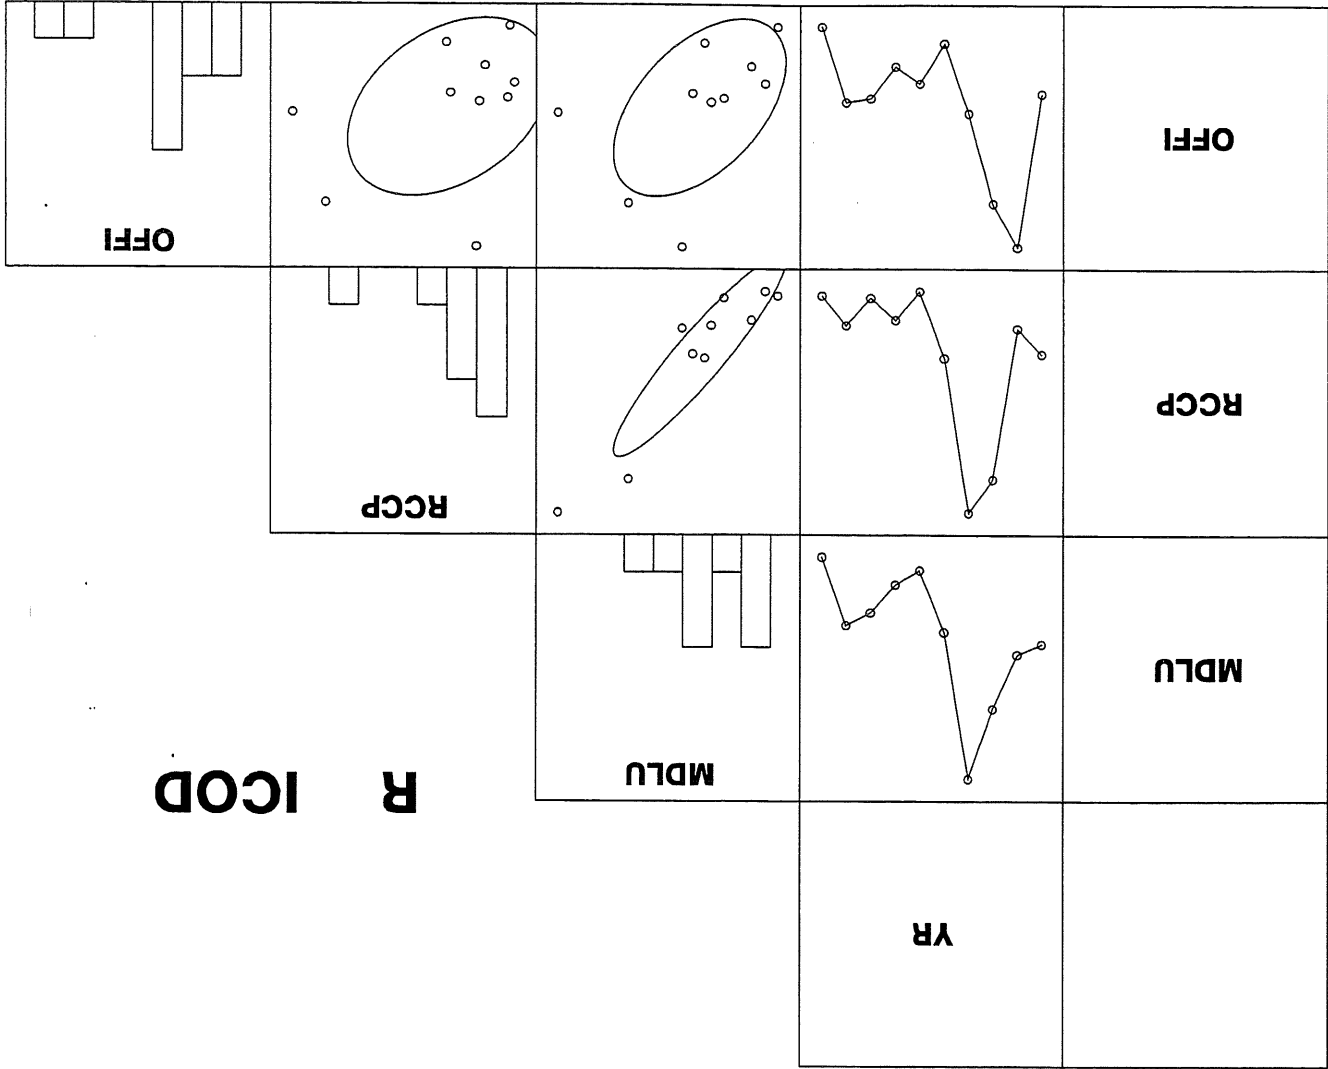 YR
MDLU
R ICOD
MDLU
RCCP
RCCP
OFFI
OFFI